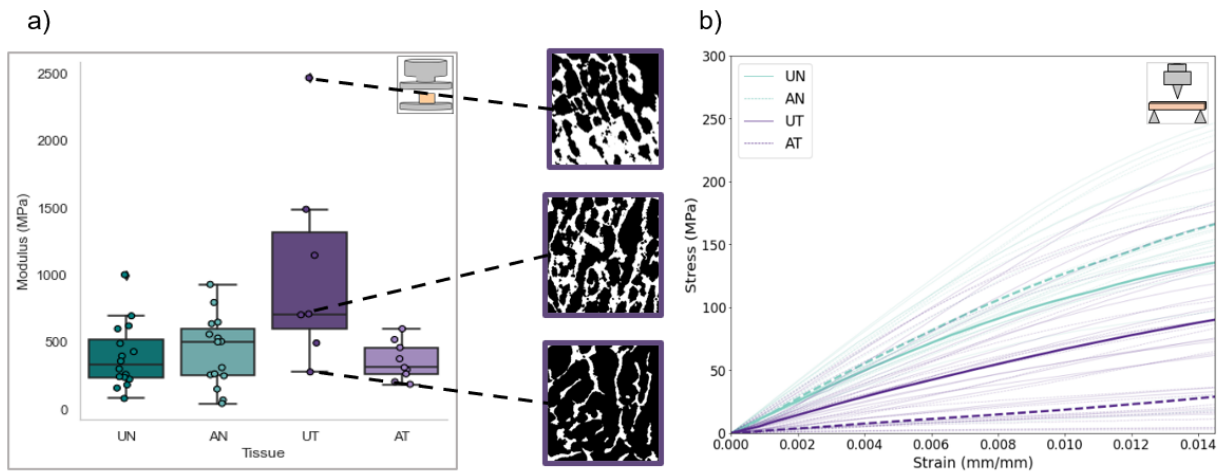 a)
b)
2500
2000
1500
1000
500
0
Modulus (MPa)
UN
AN
UT
AT
Tissue
300
250
200
150
100
50
0
Stress (MPa)
UN
AN
UT
AT
0.000
0.002
0.004
0.006
0.008
0.010
0.012
0.014
Strain (mm/mm)